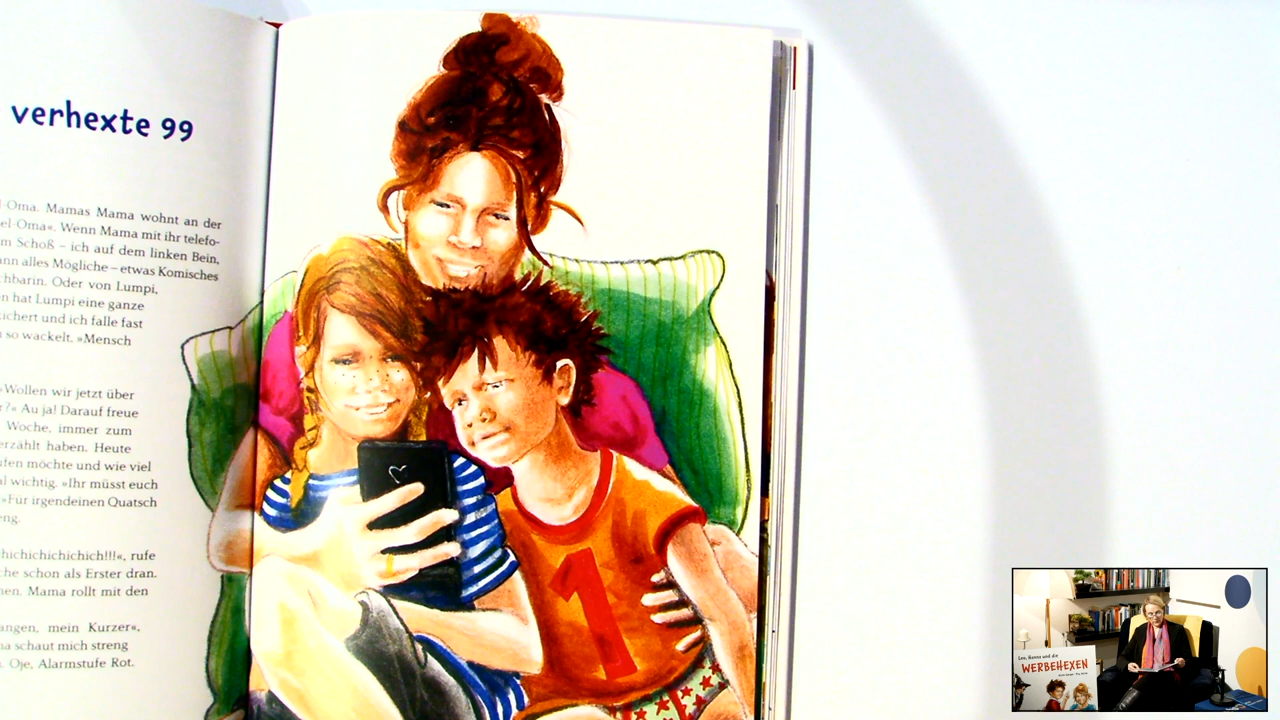 verhexte 99
-Oma. Mamas Mama wohnt an der
el-Oma«. Wenn Mama mit ihr telefo-
m Schoß – ich auf dem linken Bein,
ann alles Mögliche – etwas Komisches
chbarin. Oder von Lumpi,
en hat Lumpi eine ganze
ichert und ich falle fast
so wackelt. »Mensch
»Wollen wir jetzt über
r?« Au ja! Darauf freue
Woche, immer zum
erzählt haben. Heute
ufen möchte und wie viel
al wichtig. »Ihr müsst euch
»Für irgendeinen Quatsch
eng.
hichichichichich!!!«, rufe
che schon als Erster dran.
nen. Mama rollt mit den
angen, mein Kurzer«,
na schaut mich streng
. Oje, Alarmstufe Rot.
1
Leo, Hanna und die
WERBEHEXEN